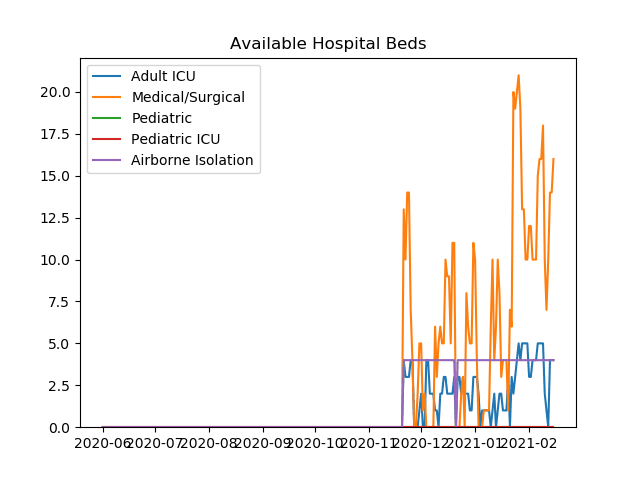 Available Hospital Beds
Adult ICU
Medical/Surgical
Pediatric
Pediatric ICU
Airborne Isolation
20.0
17.5
15.0
12.5
10.0
7.5
5.0
2.5
0.0
2020-06 2020-07 2020-08 2020-09 2020-10 2020-11 2020-12 2021-01 2021-02